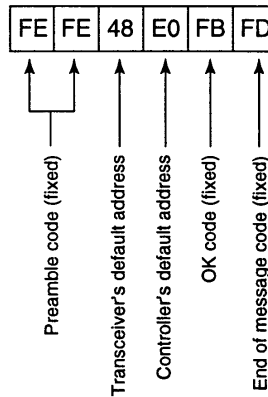 FE FE 48 E0 FB FD
Preamble code (fixed)
Transceiver's default address
Controller's default address
OK code (fixed)
End of message code (fixed)